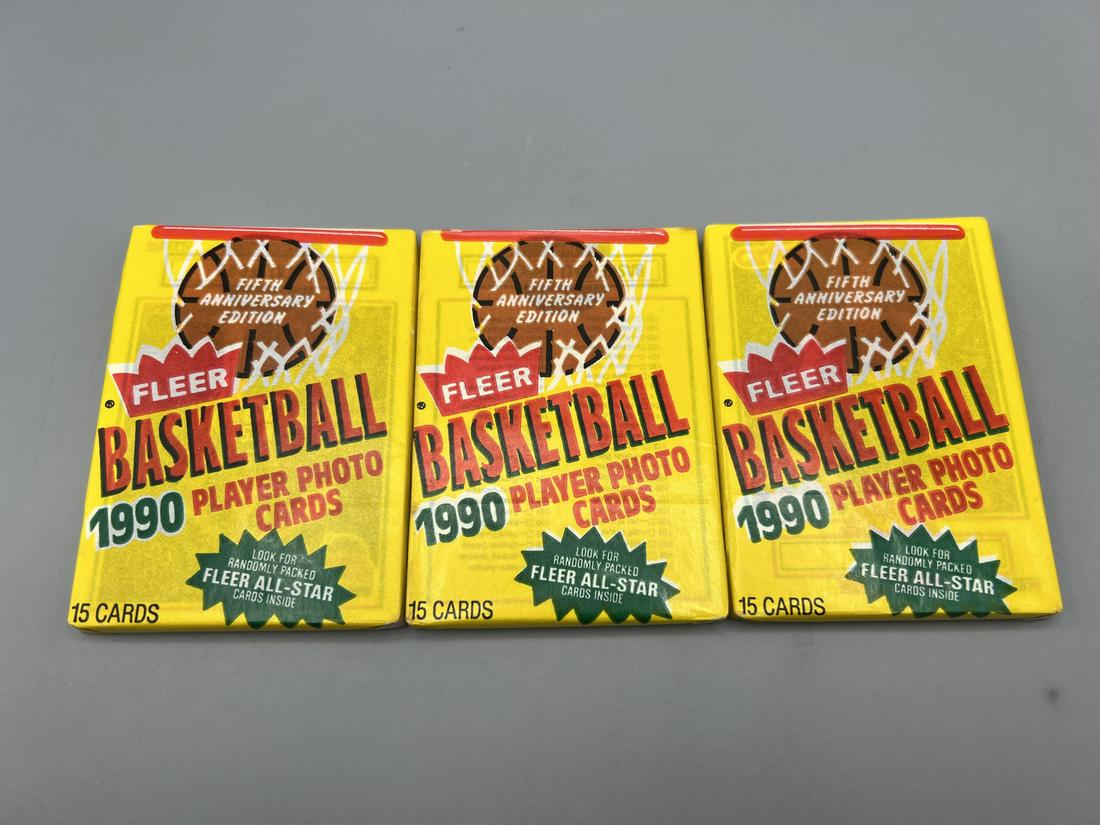 FIFTH
ANNIVERSARY
EDITION
FLEER
®
BASKETBALL
1990 PLAYER PHOTO
CARDS
LOOK FOR
RANDOMLY PACKED
FLEER ALL-STAR
CARDS INSIDE
15 CARDS
FIFTH
ANNIVERSARY
EDITION
FLEER
®
BASKETBALL
1990 PLAYER PHOTO
CARDS
LOOK FOR
RANDOMLY PACKED
FLEER ALL-STAR
CARDS INSIDE
15 CARDS
FIFTH
ANNIVERSARY
EDITION
FLEER
®
BASKETBALL
1990 PLAYER PHOTO
CARDS
LOOK FOR
RANDOMLY PACKED
FLEER ALL-STAR
CARDS INSIDE
15 CARDS